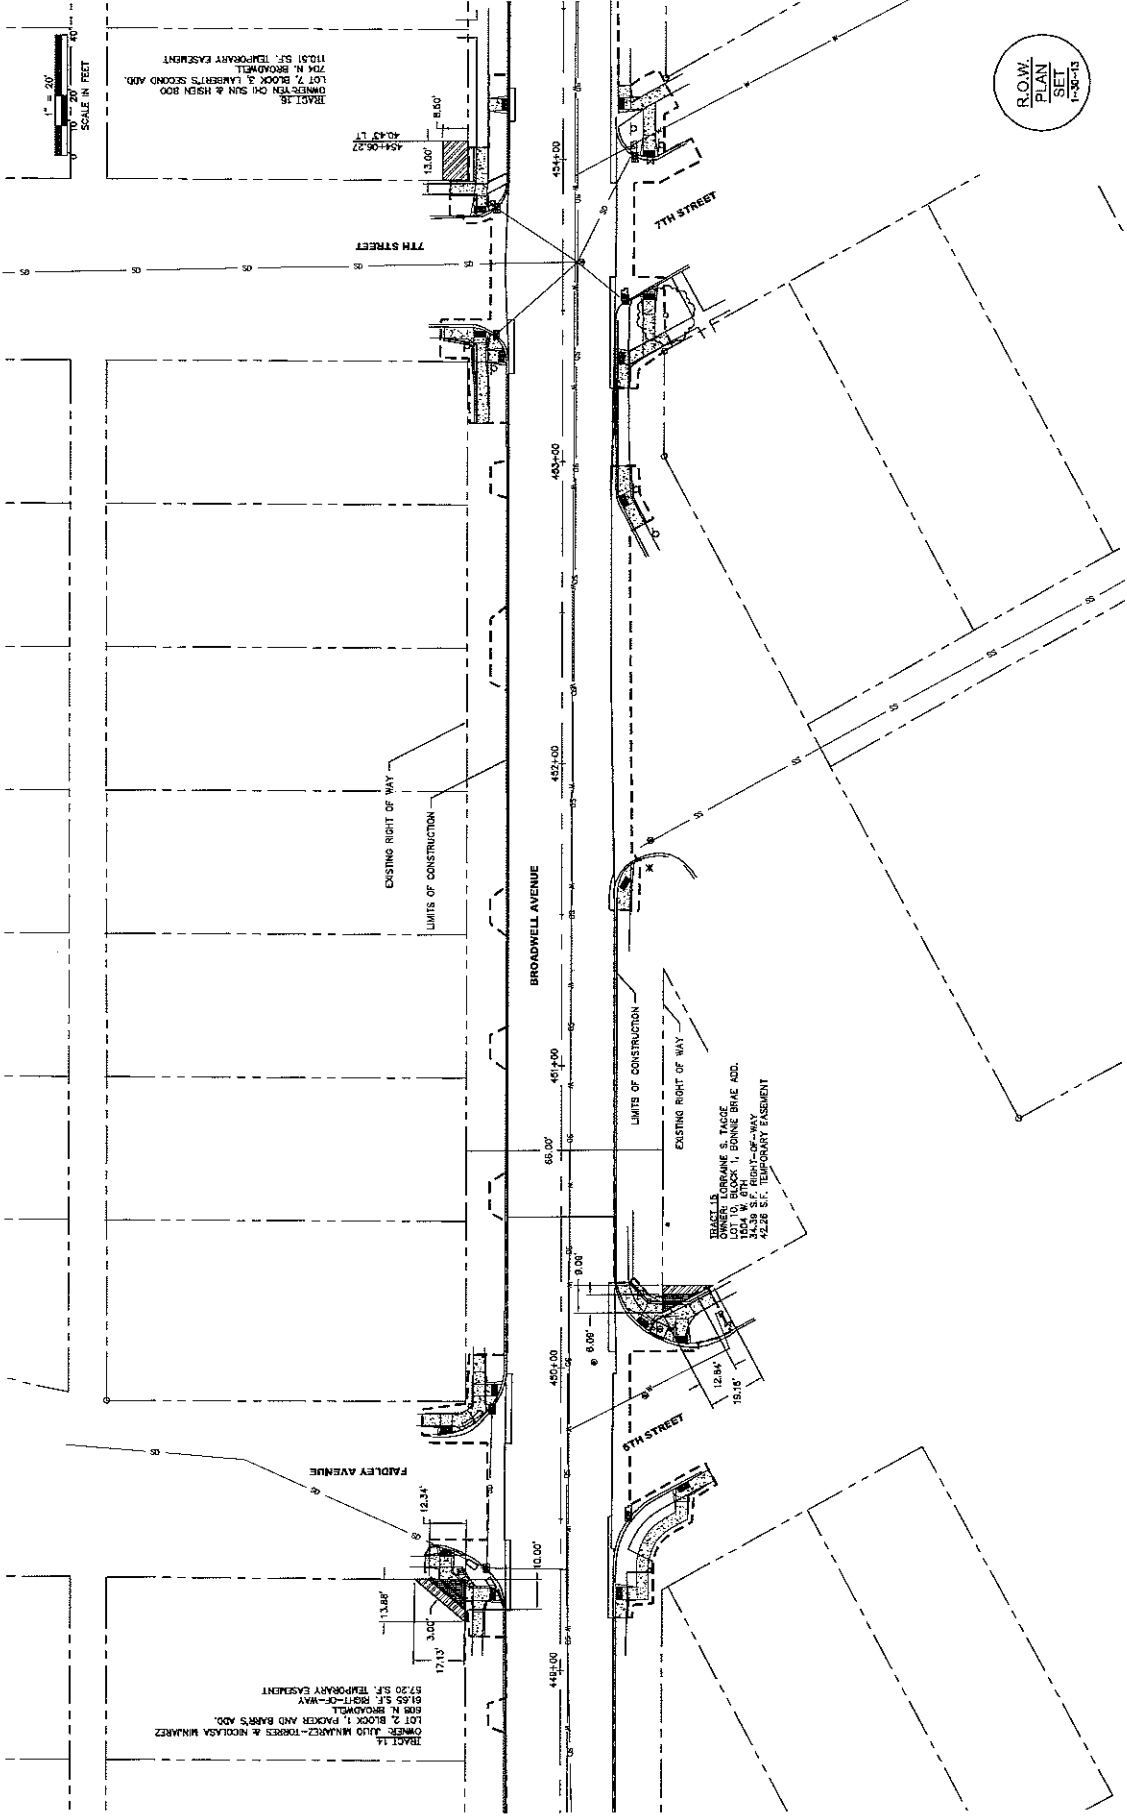 1" = 20'
0 10' 20' 40'
SCALE IN FEET
TRACT 16
OWNER: YEN CHI SUN & HSIEN BOO
LOT 7, BLOCK 3, LAMBERT'S SECOND ADD.
704 N. BROADWELL
110.51 S.F. TEMPORARY EASEMENT
454+06.27
40.43' LT
13.00'
8.50'
R.O.W.
PLAN
SET
1-30-13
7TH STREET
7TH STREET
454+00
453+00
452+00
451+00
450+00
449+00
EXISTING RIGHT OF WAY
LIMITS OF CONSTRUCTION
BROADWELL AVENUE
LIMITS OF CONSTRUCTION
EXISTING RIGHT OF WAY
66.00'
TRACT 15
OWNER: LORRAINE S. TAGGE
LOT 10, BLOCK 1, BONNIE BRAE ADD.
1604 W. 6TH
34.39 S.F. RIGHT-OF-WAY
42.26 S.F. TEMPORARY EASEMENT
9.09'
6.09'
12.84'
19.15'
6TH STREET
FAIDLEY AVENUE
12.34'
10.00'
13.88'
3.00'
17.13'
TRACT 14
OWNER: JULIO MINJAREZ-TORRES & NICOLASA MINJAREZ
LOT 2, BLOCK 1, PACKER AND BARR'S ADD.
608 N. BROADWELL
61.65 S.F. RIGHT-OF-WAY
57.20 S.F. TEMPORARY EASEMENT